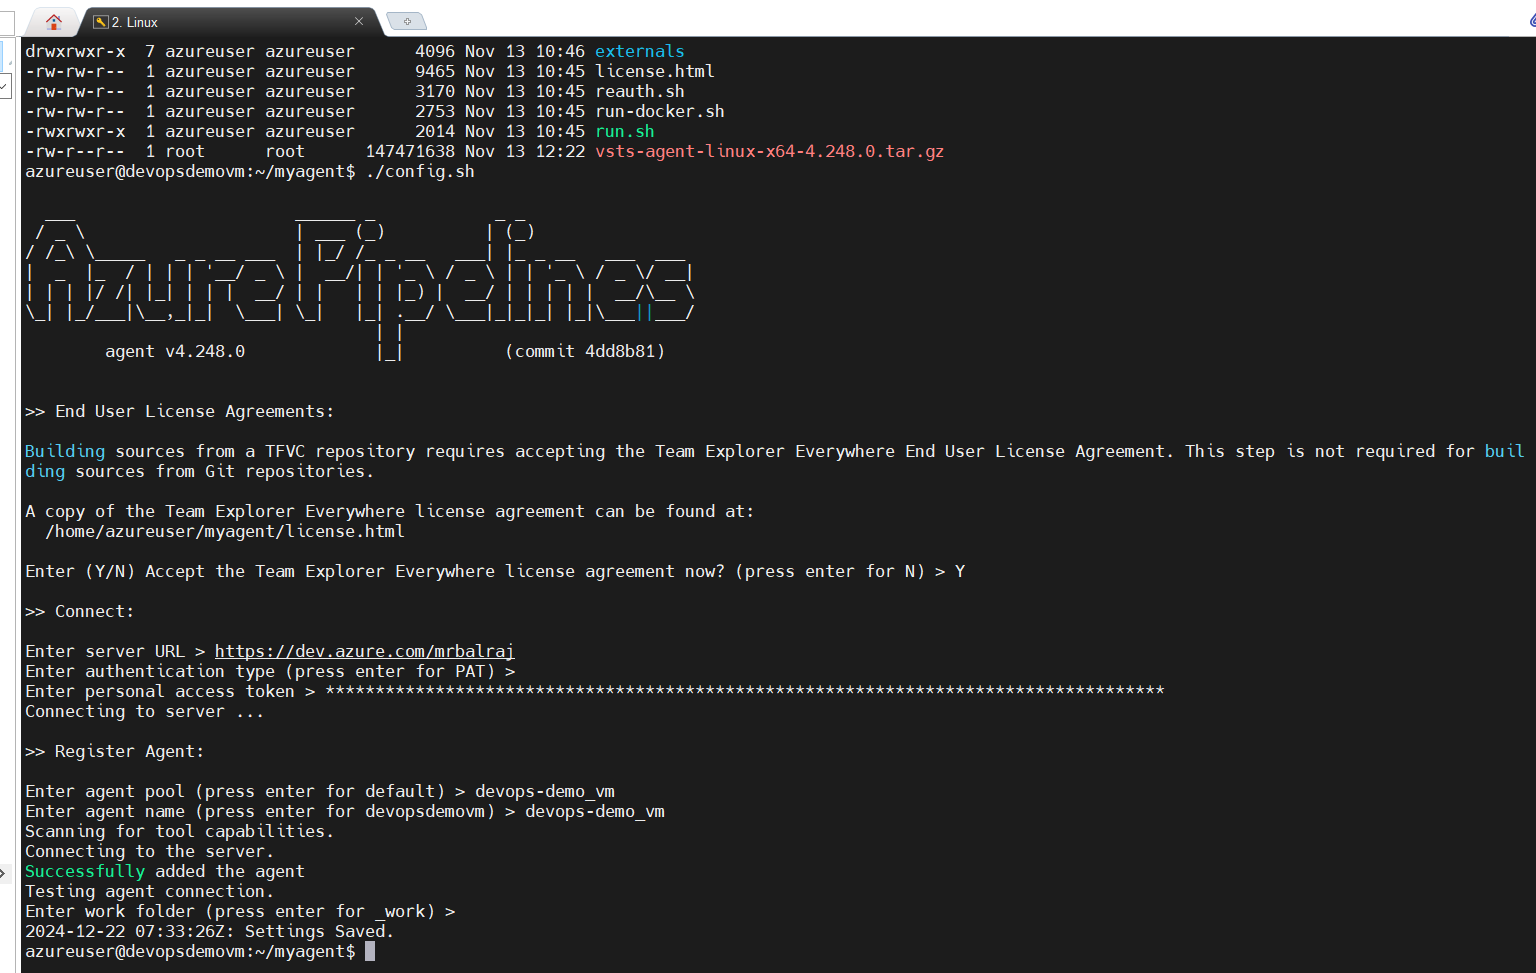 2. Linux
drwxrwxr-x  7 azureuser azureuser      4096 Nov 13 10:46 externals
-rw-rw-r--  1 azureuser azureuser      9465 Nov 13 10:45 license.html
-rw-rw-r--  1 azureuser azureuser      3170 Nov 13 10:45 reauth.sh
-rw-rw-r--  1 azureuser azureuser      2753 Nov 13 10:45 run-docker.sh
-rwxrwxr-x  1 azureuser azureuser      2014 Nov 13 10:45 run.sh
-rw-r--r--  1 root      root      147471638 Nov 13 12:22 vsts-agent-linux-x64-4.248.0.tar.gz
azureuser@devopsdemovm:~/myagent$ ./config.sh
AzurePipelines
agent v4.248.0 (commit 4dd8b81)
>> End User License Agreements:
Building sources from a TFVC repository requires accepting the Team Explorer Everywhere End User License Agreement. This step is not required for buil
ding sources from Git repositories.
A copy of the Team Explorer Everywhere license agreement can be found at:
  /home/azureuser/myagent/license.html
Enter (Y/N) Accept the Team Explorer Everywhere license agreement now? (press enter for N) > Y
>> Connect:
Enter server URL > https://dev.azure.com/mrbalraj
Enter authentication type (press enter for PAT) >
Enter personal access token > ************************************************************************************
Connecting to server ...
>> Register Agent:
Enter agent pool (press enter for default) > devops-demo_vm
Enter agent name (press enter for devopsdemovm) > devops-demo_vm
Scanning for tool capabilities.
Connecting to the server.
Successfully added the agent
Testing agent connection.
Enter work folder (press enter for _work) >
2024-12-22 07:33:26Z: Settings Saved.
azureuser@devopsdemovm:~/myagent$